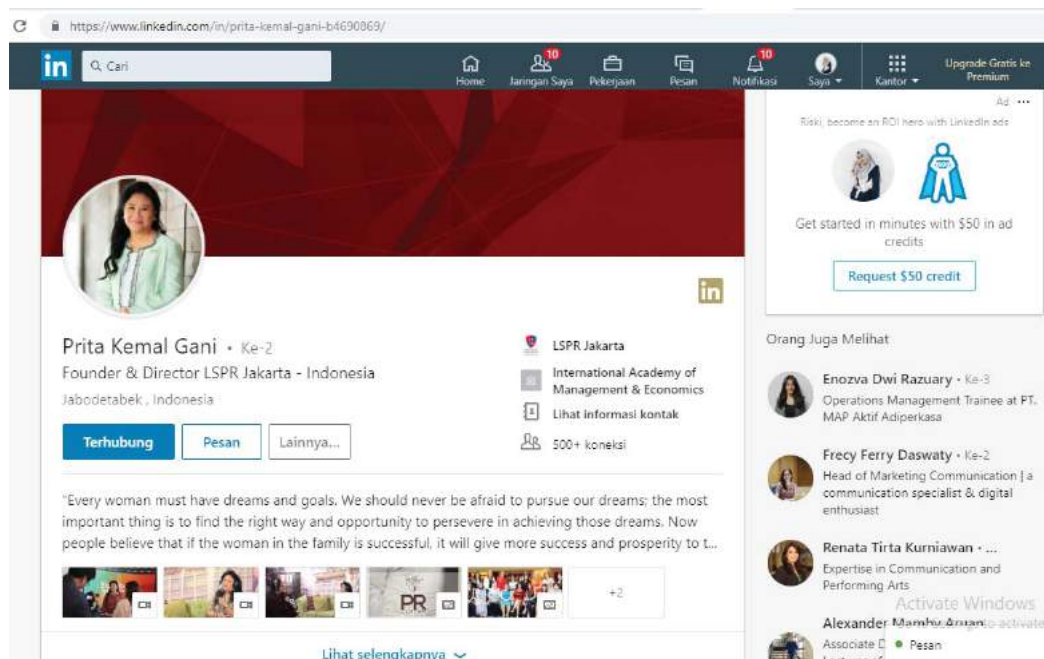 https://www.linkedin.com/in/prita-kemal-gani-b4690869/
in
Cari
Home
10
Jaringan Saya
Pekerjaan
Pesan
10
Notifikasi
Saya
Kantor
Upgrade Gratis ke
Premium
in
Prita Kemal Gani • Ke-2
Founder & Director LSPR Jakarta - Indonesia
Jabodetabek , Indonesia
Terhubung
Pesan
Lainnya...
LSPR Jakarta
International Academy of
Management & Economics
Lihat informasi kontak
500+ koneksi
"Every woman must have dreams and goals. We should never be afraid to pursue our dreams; the most
important thing is to find the right way and opportunity to persevere in achieving those dreams. Now
people believe that if the woman in the family is successful, it will give more success and prosperity to t...
PR
+2
Lihat selengkapnya
Ad ...
Riski, become an ROI hero with LinkedIn ads
Get started in minutes with $50 in ad
credits
Request $50 credit
Orang Juga Melihat
Enozva Dwi Razuary • Ke-3
Operations Management Trainee at PT.
MAP Aktif Adiperkasa
Frecy Ferry Daswaty • Ke-2
Head of Marketing Communication | a
communication specialist & digital
enthusiast
Renata Tirta Kurniawan • ...
Expertise in Communication and
Performing Arts
Activate Windows
Alexander
to activate
Associate
Pesan